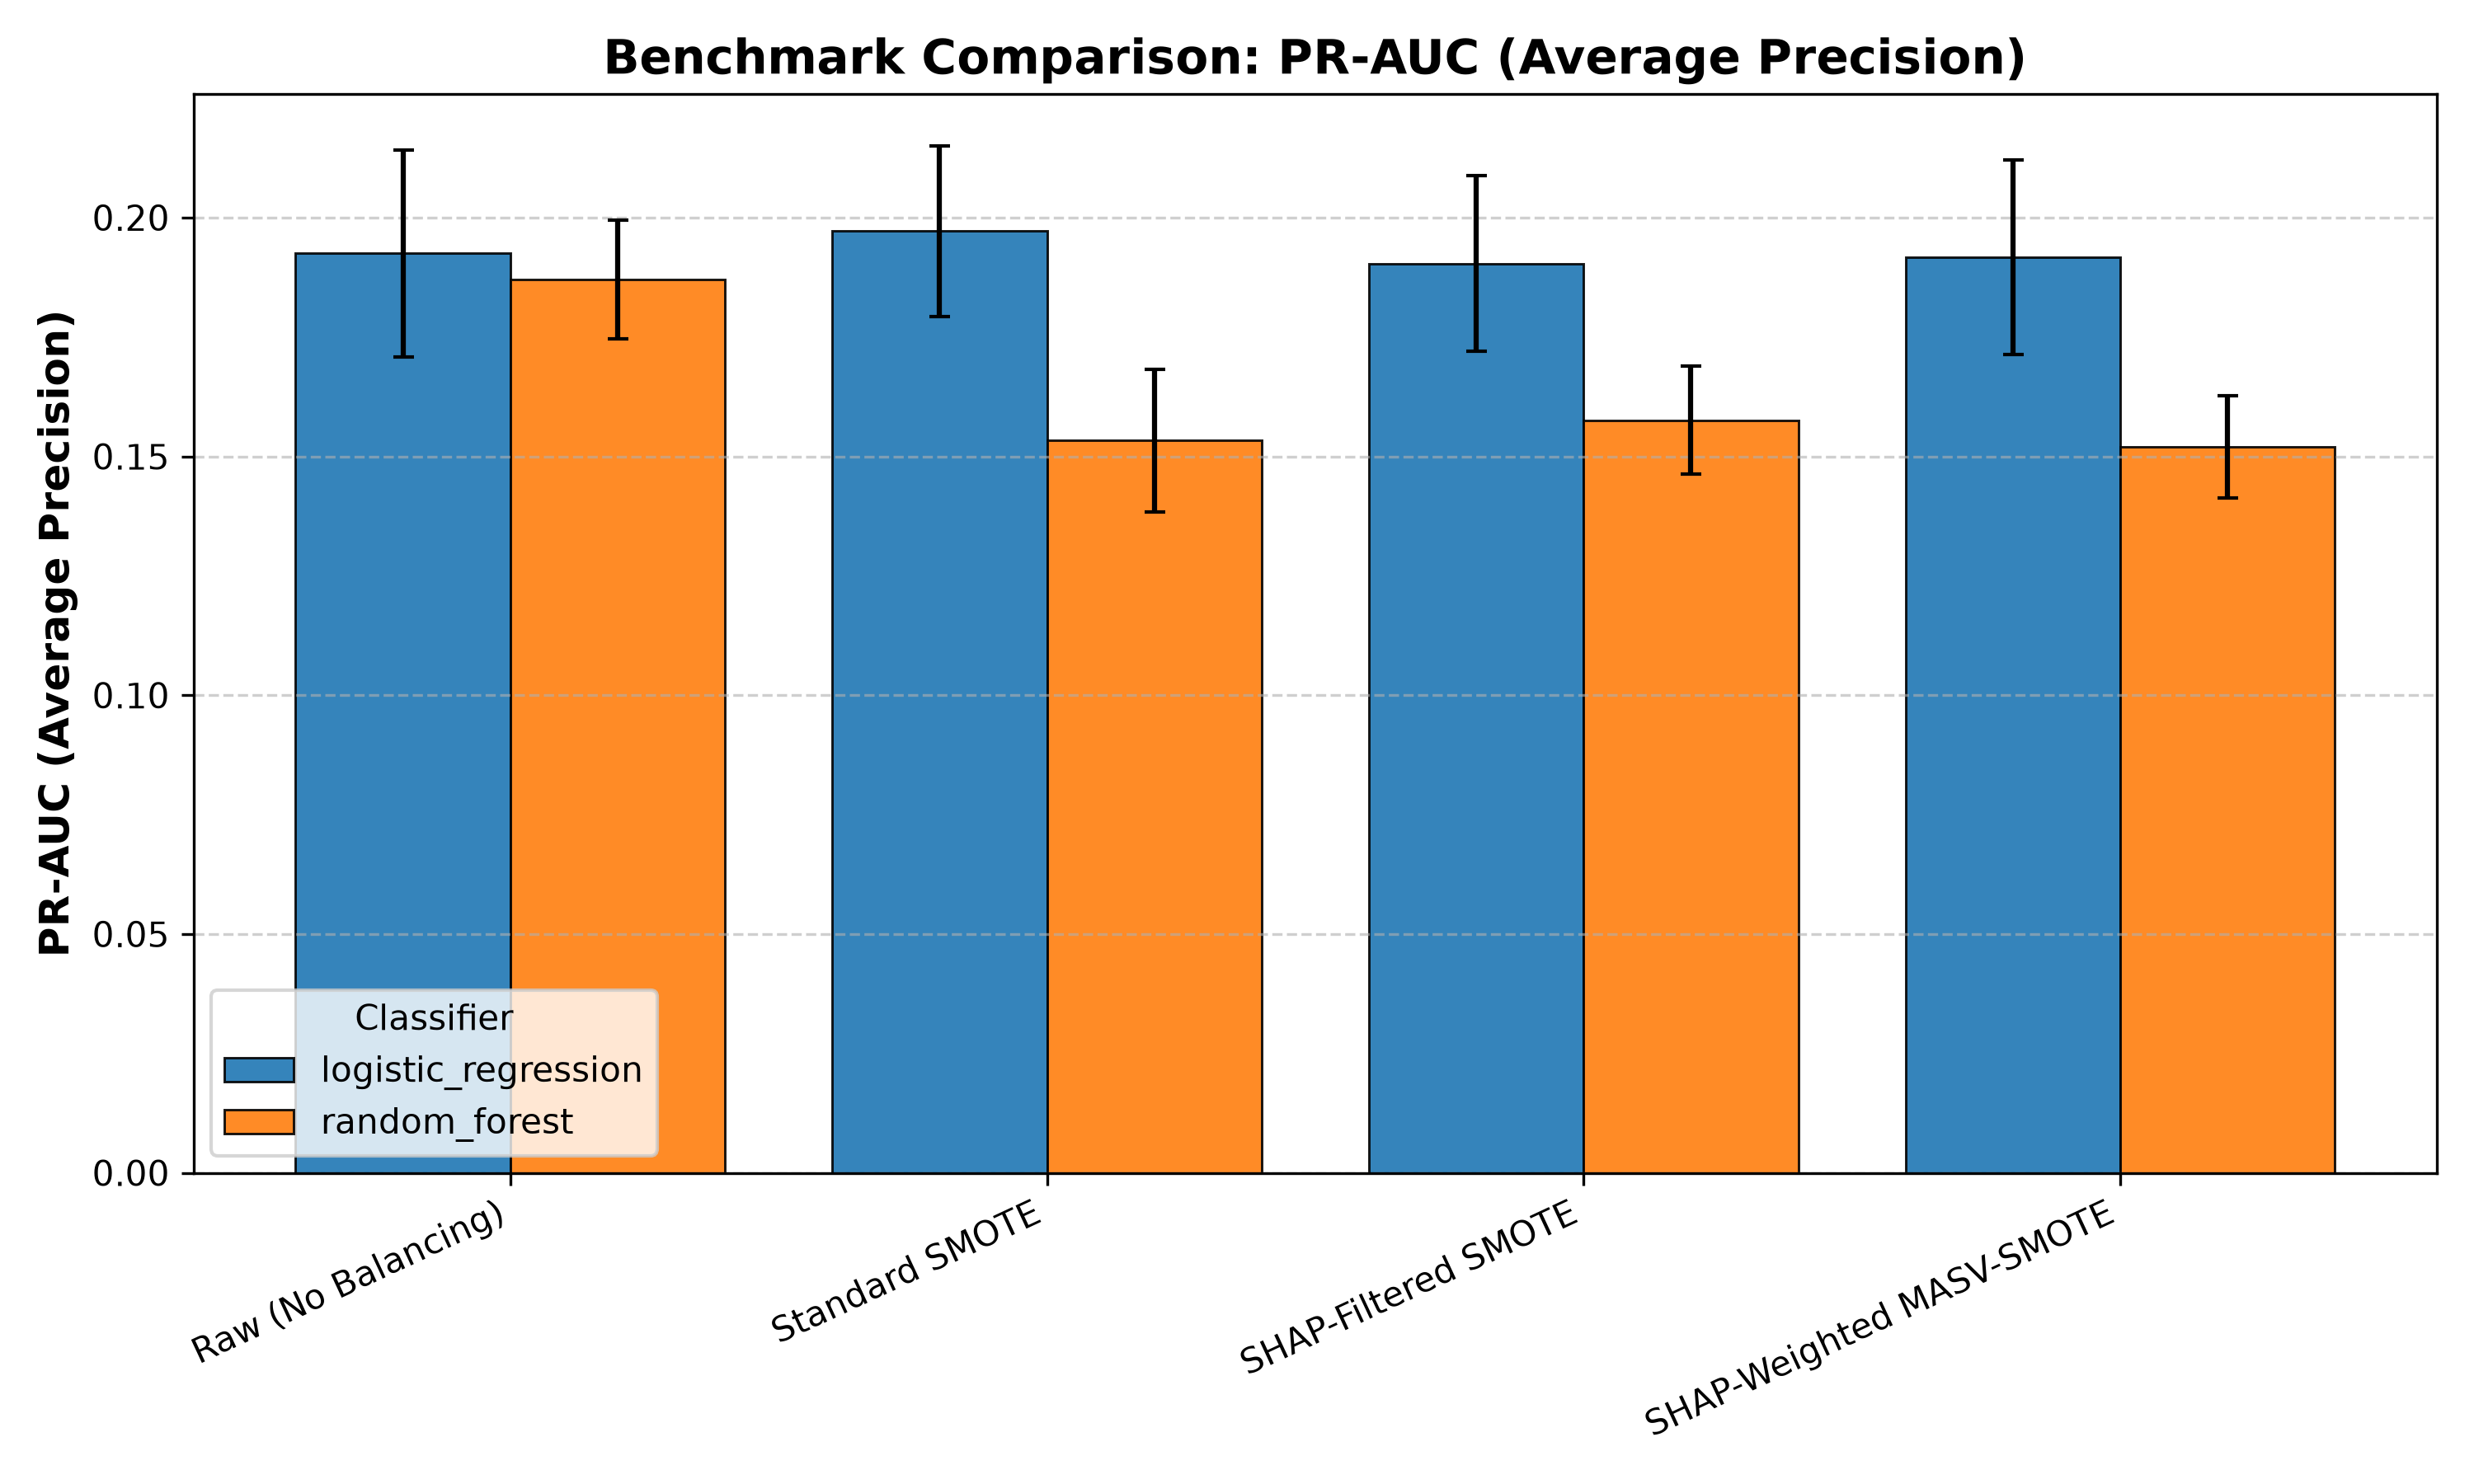 Benchmark Comparison: PR-AUC (Average Precision)
PR-AUC (Average Precision)
0.20
0.15
0.10
0.05
0.00
Classifier
logistic_regression
random_forest
Raw (No Balancing)
Standard SMOTE
SHAP-Filtered SMOTE
SHAP-Weighted MASV-SMOTE